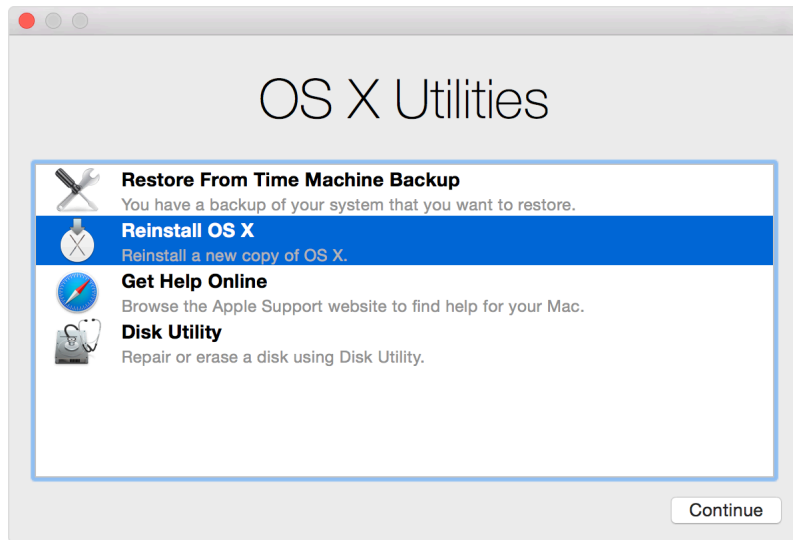 OS X Utilities
Restore From Time Machine Backup
You have a backup of your system that you want to restore.
Reinstall OS X
Reinstall a new copy of OS X.
Get Help Online
Browse the Apple Support website to find help for your Mac.
Disk Utility
Repair or erase a disk using Disk Utility.
Continue